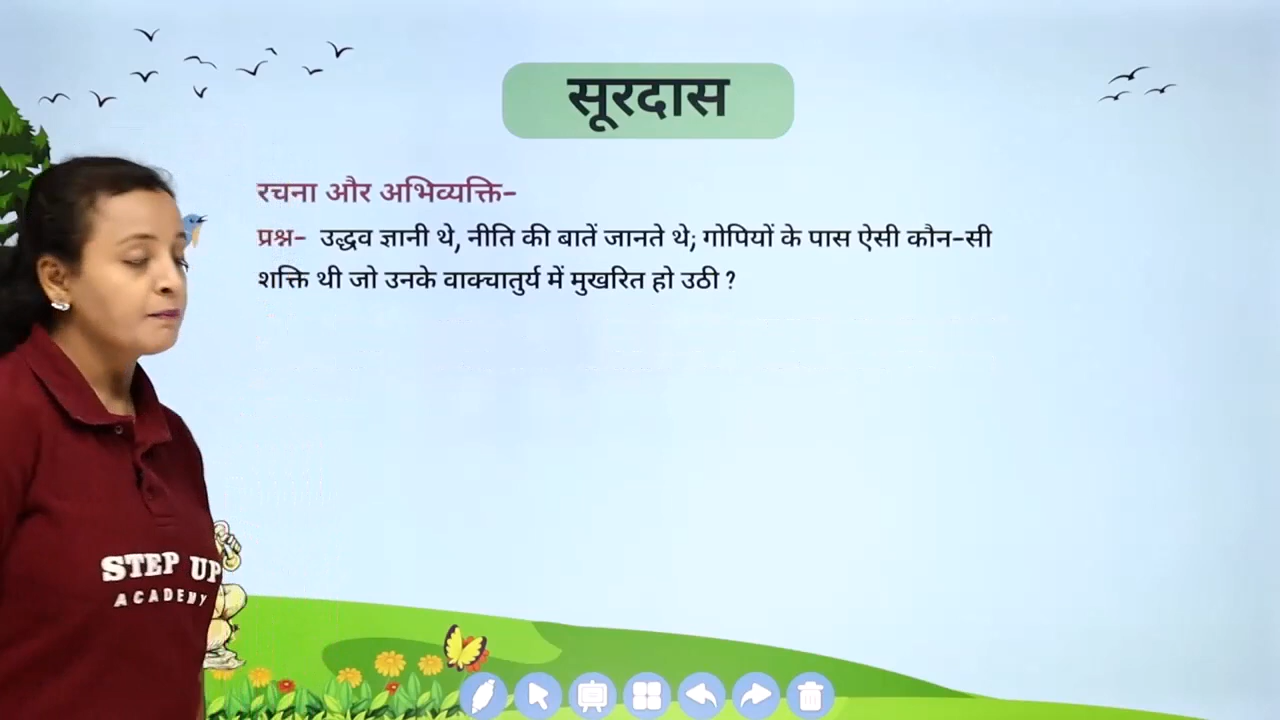 सूरदास
रचना और अभिव्यक्ति-
प्रश्न- उद्धव ज्ञानी थे, नीति की बातें जानते थे; गोपियों के पास ऐसी कौन-सी
शक्ति थी जो उनके वाक्चातुर्य में मुखरित हो उठी ?
STEP UP
ACADEMY